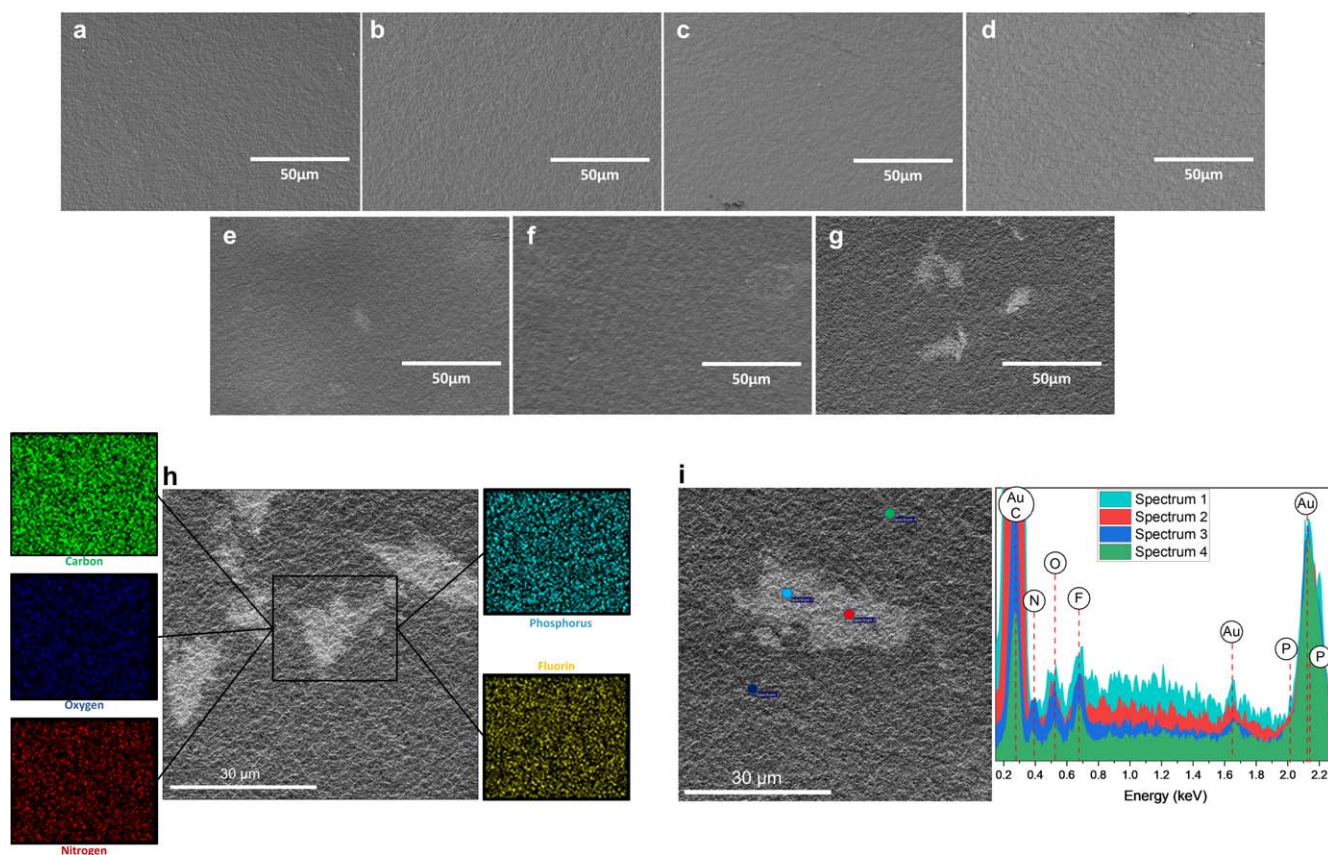 a
b
c
d
50µm
50µm
50µm
50µm
e
f
g
50µm
50µm
50µm
Carbon
Oxygen
Nitrogen
h
30 µm
Phosphorus
Fluorin
i
30 µm
Au
C
N
O
F
Au
P
Au
P
Spectrum 1
Spectrum 2
Spectrum 3
Spectrum 4
0.2 0.4 0.6 0.8 1.0 1.2 1.4 1.6 1.8 2.0 2.2
Energy (keV)